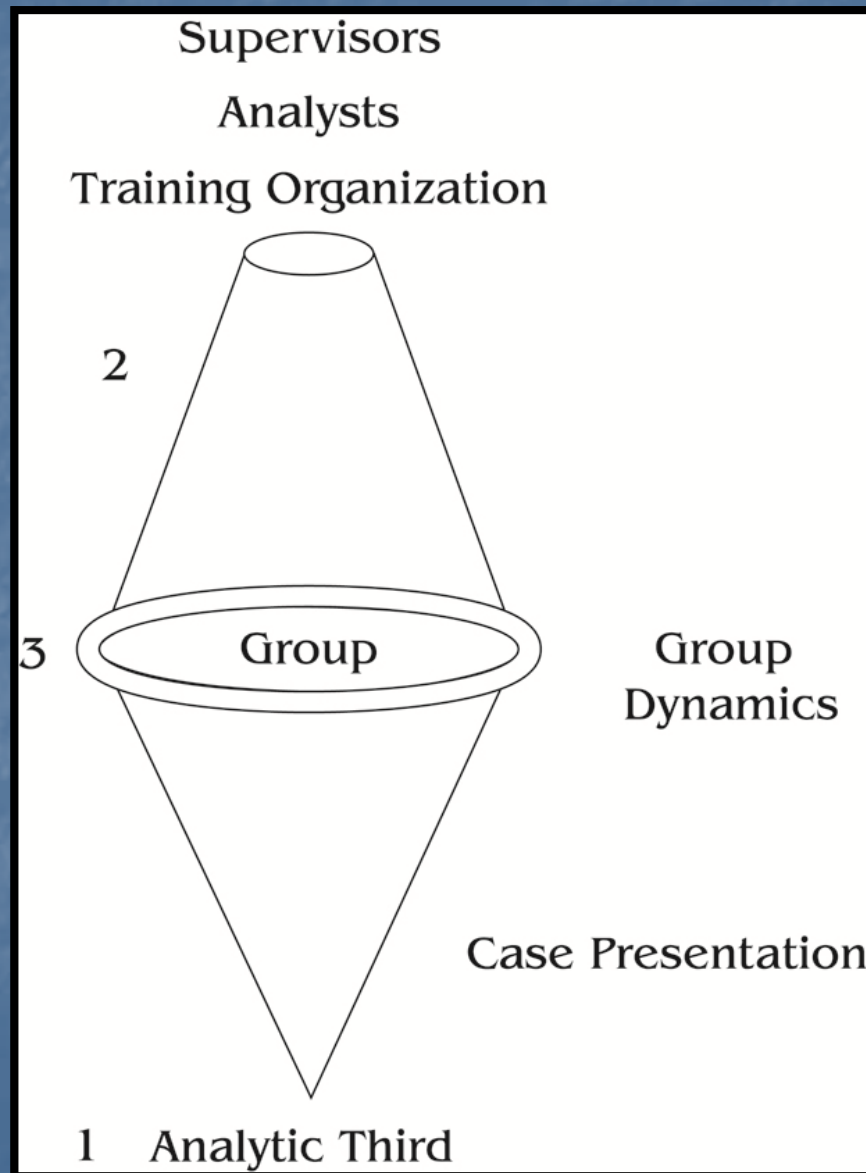 Supervisors
Analysts
Training Organization
2
3
Group
Group
Dynamics
Case Presentation
1 Analytic Third